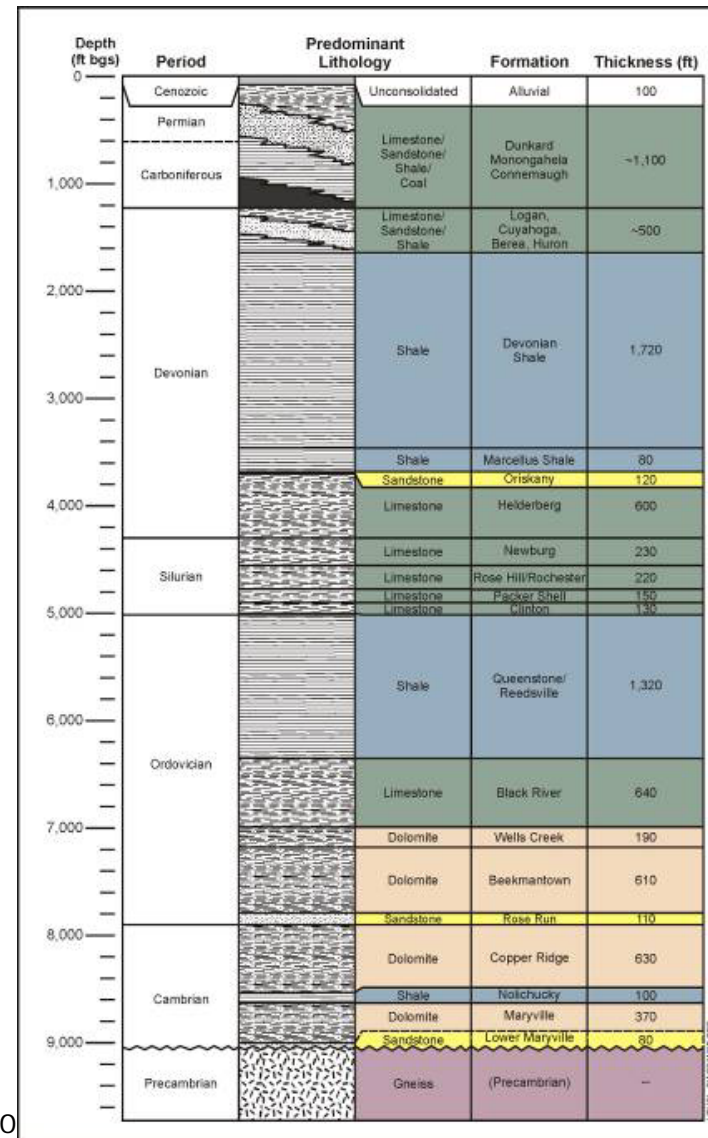 Depth
(ft bgs)
Period
Predominant
Lithology
Formation
Thickness (ft)
0
Cenozoic
Unconsolidated
Alluvial
100
Permian
Carboniferous
Limestone/
Sandstone/
Shale/
Coal
Dunkard
Monongahela
Connemaugh
~1,100
1,000
Limestone/
Sandstone/
Shale
Logan,
Cuyahoga,
Berea, Huron
~500
2,000
Devonian
Shale
Devonian
Shale
1,720
3,000
Shale
Marcellus Shale
80
Sandstone
Oriskany
120
4,000
Limestone
Helderberg
600
Silurian
Limestone
Newburg
230
Limestone
Rose Hill/Rochester
220
Limestone
Packer Shell
150
5,000
Limestone
Clinton
130
Ordovician
Shale
Queenstone/
Reedsville
1,320
6,000
Limestone
Black River
640
7,000
Dolomite
Wells Creek
190
Dolomite
Beekmantown
610
Sandstone
Rose Run
110
8,000
Cambrian
Dolomite
Copper Ridge
630
Shale
Nolichucky
100
Dolomite
Maryville
370
9,000
Sandstone
Lower Maryville
80
Precambrian
Gneiss
(Precambrian)
--
0